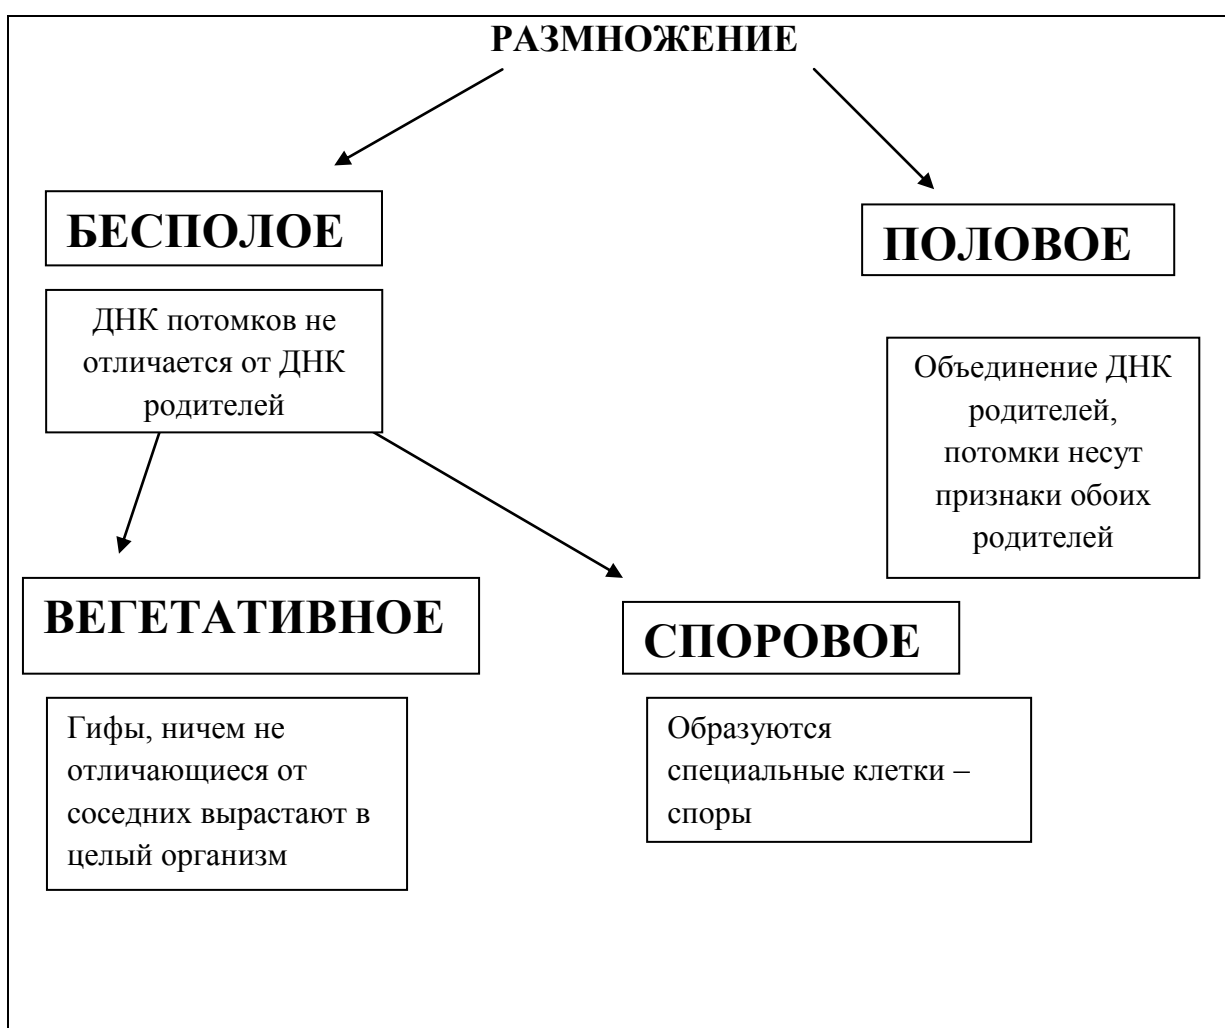 РАЗМНОЖЕНИЕ
БЕСПОЛОЕ
ПОЛОВОЕ
ДНК потомков не
отличается от ДНК
родителей
Объединение ДНК
родителей,
потомки несут
признаки обоих
родителей
ВЕГЕТАТИВНОЕ
СПОРОВОЕ
Гифы, ничем не
отличающиеся от
соседних вырастают в
целый организм
Образуются
специальные клетки –
споры